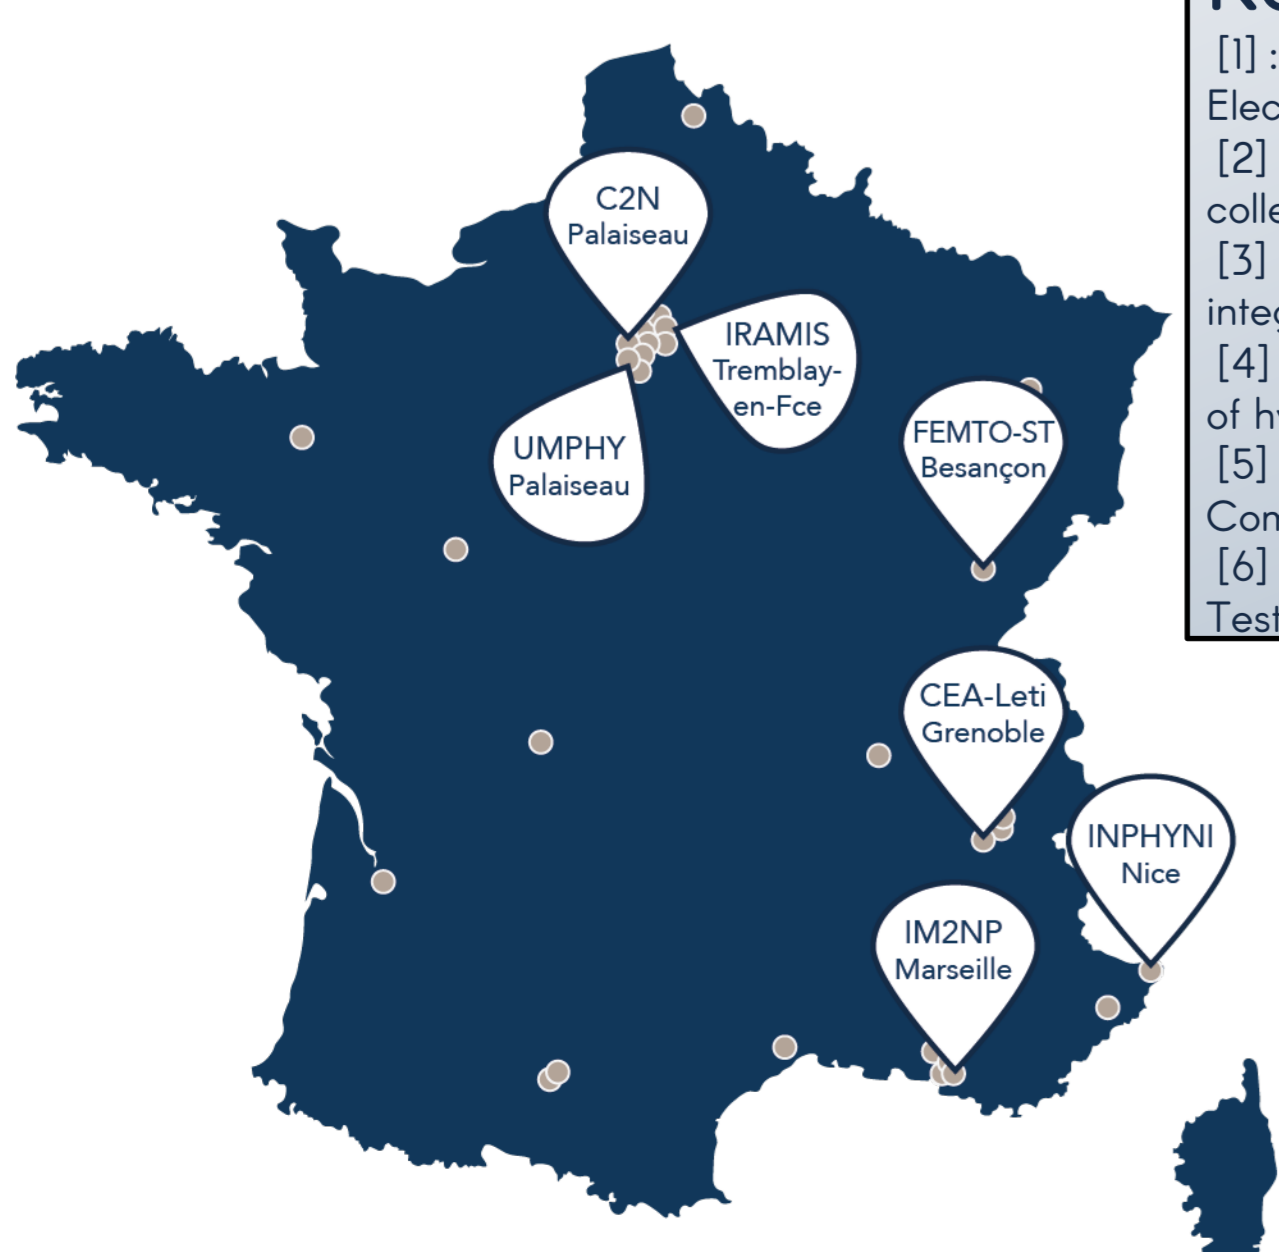 C2N
Palaiseau
IRAMIS
Tremblay-
en-Fce
UMPHY
Palaiseau
FEMTO-ST
Besançon
CEA-Leti
Grenoble
INPHYNI
Nice
IM2NP
Marseille
[1] :
Elec
[2]
colle
[3]
integ
[4]
of hy
[5]
Com
[6]
Test